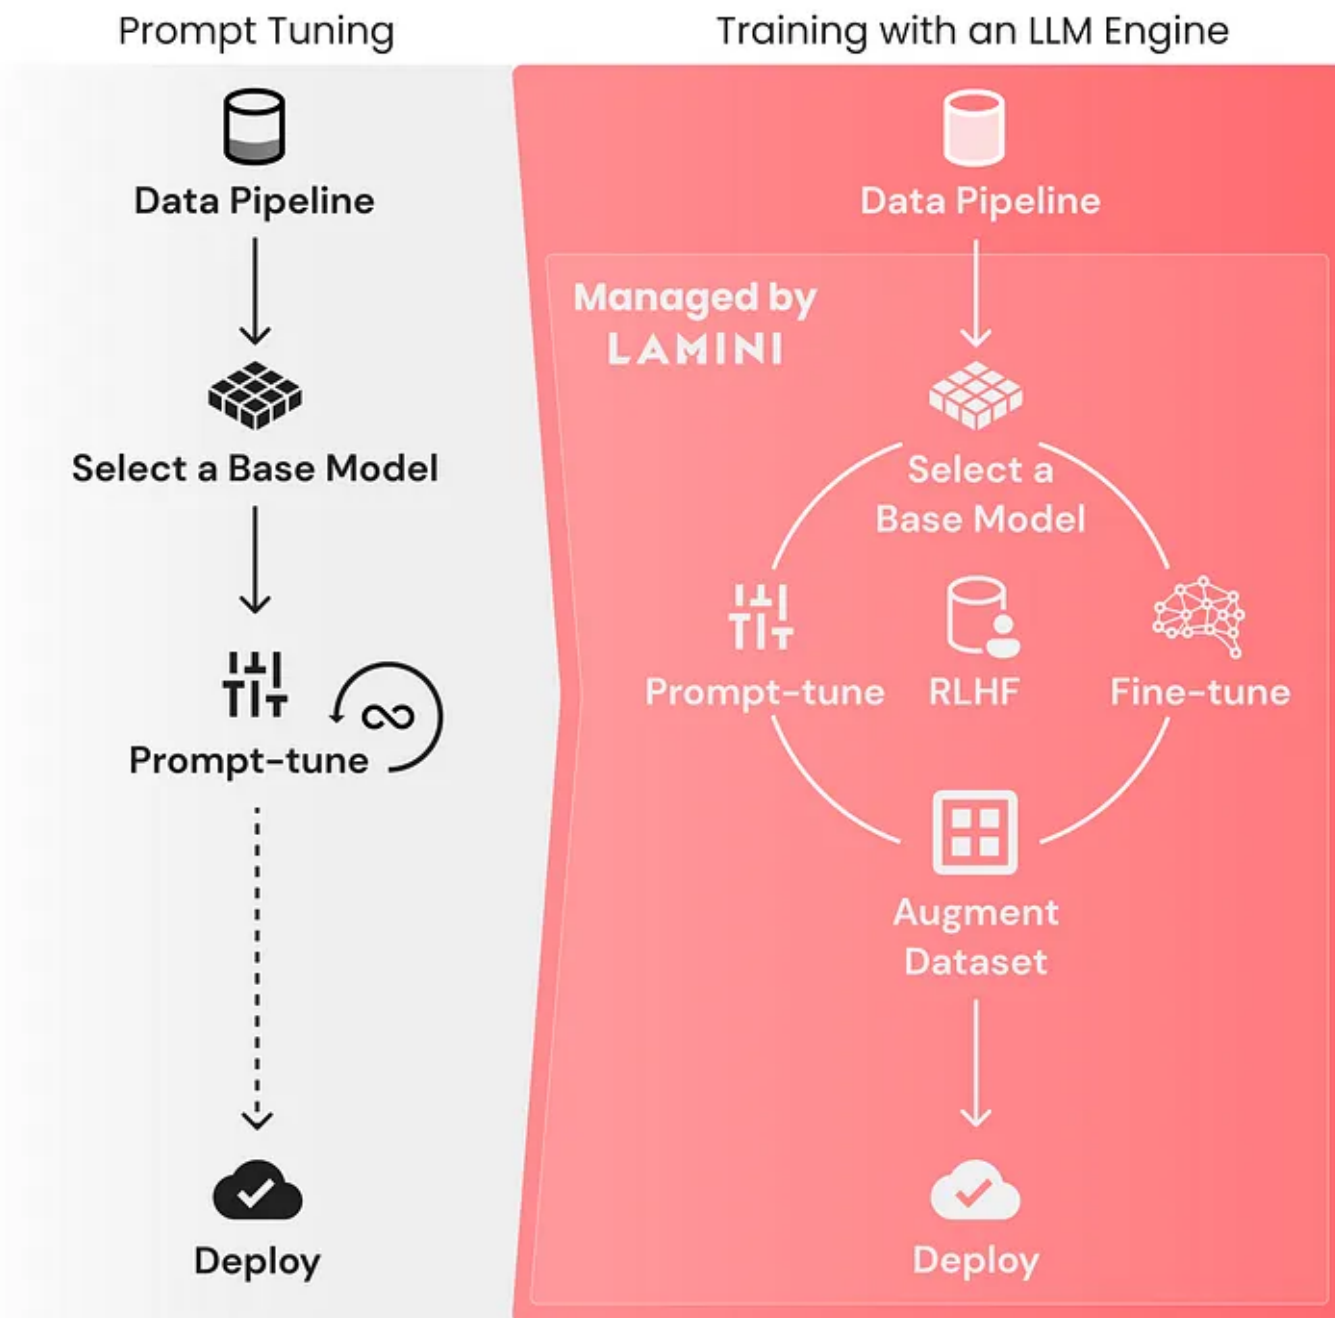 Prompt Tuning
Data Pipeline
Select a Base Model
Prompt-tune
Deploy
Training with an LLM Engine
Data Pipeline
Managed by
LAMINI
Select a
Base Model
Prompt-tune
RLHF
Fine-tune
Augment
Dataset
Deploy